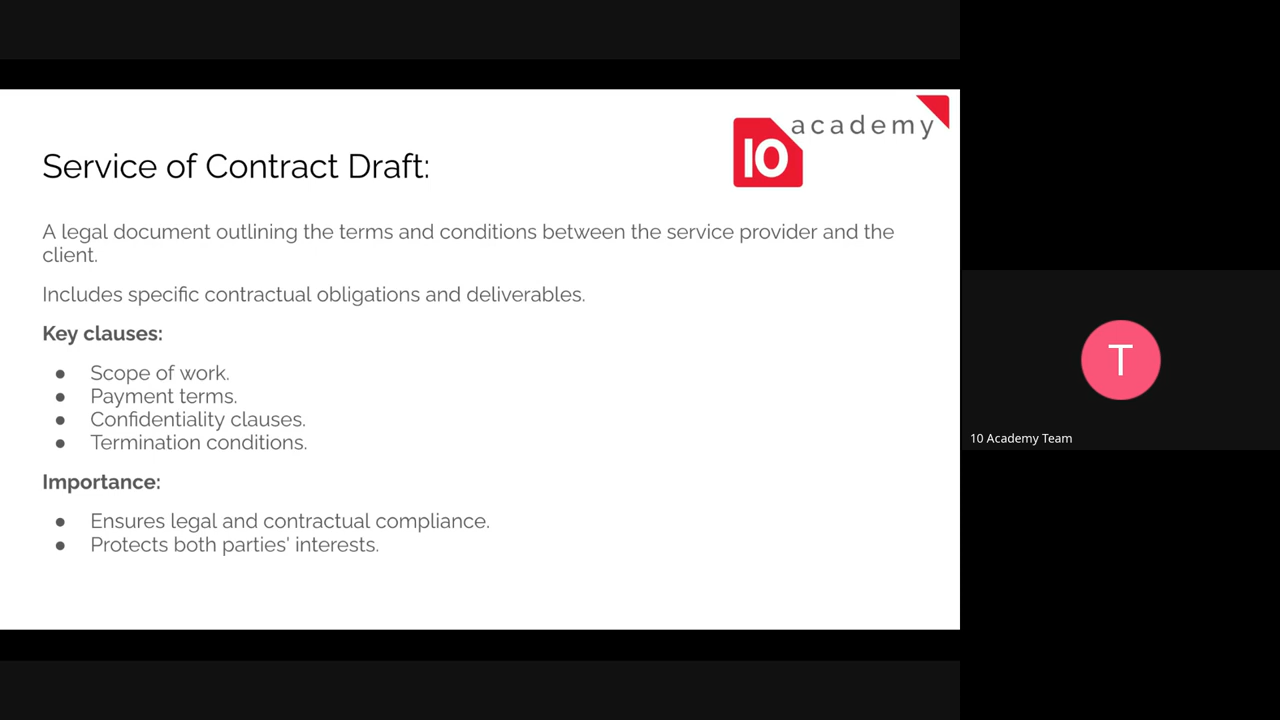 academy
10
Service of Contract Draft:
A legal document outlining the terms and conditions between the service provider and the
client.
Includes specific contractual obligations and deliverables.
Key clauses:
● Scope of work.
● Payment terms.
● Confidentiality clauses.
● Termination conditions.
Importance:
● Ensures legal and contractual compliance.
● Protects both parties' interests.
T
10 Academy Team